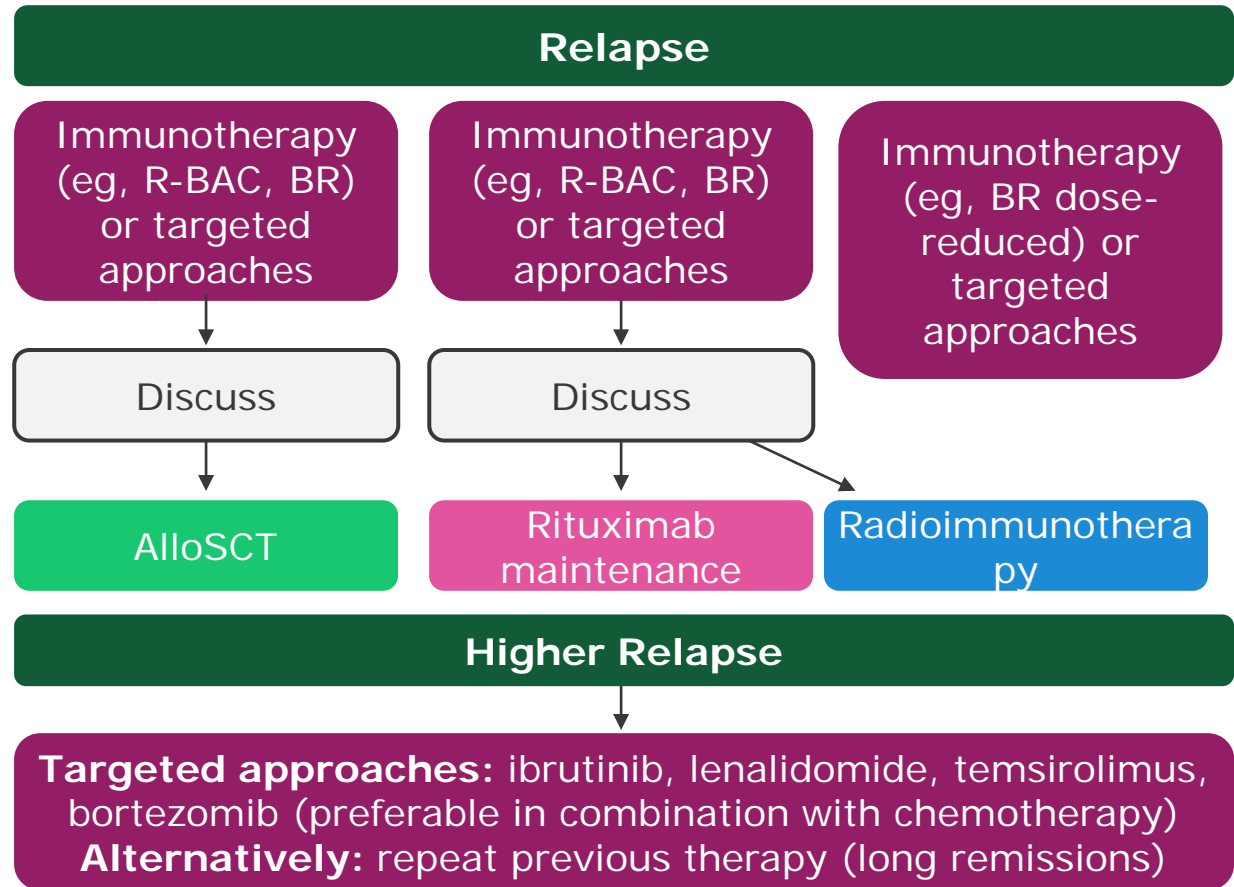 Relapse
Immunotherapy
(eg, R-BAC, BR)
or targeted
approaches
Immunotherapy
(eg, R-BAC, BR)
or targeted
approaches
Immunotherapy
(eg, BR dose-
reduced) or
targeted
approaches
Discuss
Discuss
AlloSCT
Rituximab
maintenance
Radioimmunothera
py
Higher Relapse
Targeted approaches: ibrutinib, lenalidomide, temsirolimus,
bortezomib (preferable in combination with chemotherapy)
Alternatively: repeat previous therapy (long remissions)